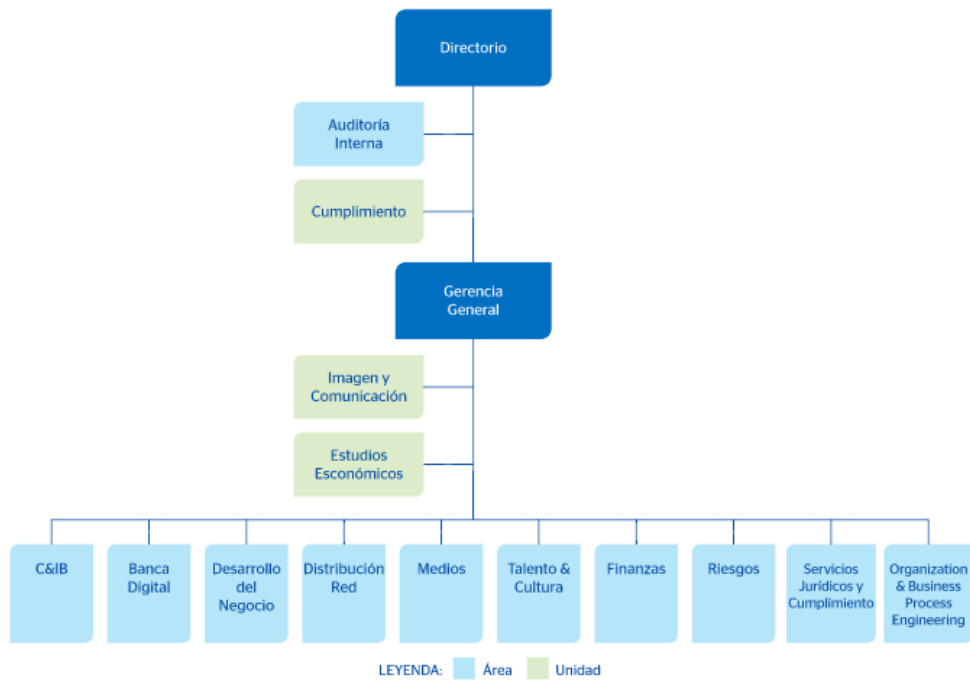 Directorio
Auditoría
Interna
Cumplimiento
Gerencia
General
Imagen y
Comunicación
Estudios
Esconómicos
C&IB
Banca
Digital
Desarrollo
del
Negocio
Distribución
Red
Medios
Talento &
Cultura
Finanzas
Riesgos
Servicios
Jurídicos y
Cumplimiento
Organization
& Business
Process
Engineering
LEYENDA: Área Unidad